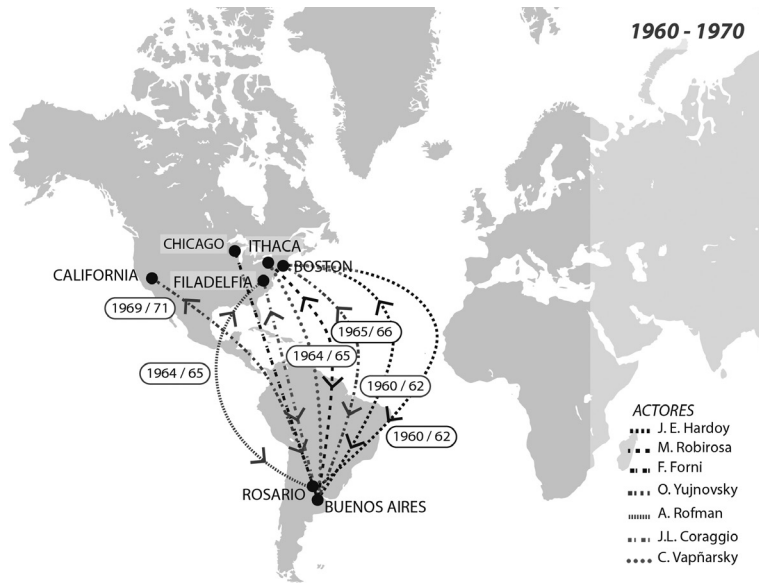 1960 - 1970
CHICAGO
ITHACA
BOSTON
CALIFORNIA
FILADELFIA
1969 / 71
1965 / 66
1964 / 65
1964 / 65
1960 / 62
1960 / 62
ROSARIO
BUENOS AIRES
ACTORES
J. E. Hardoy
M. Robirosa
F. Forni
O. Yujnovsky
A. Rofman
J.L. Coraggio
C. Vapñarsky